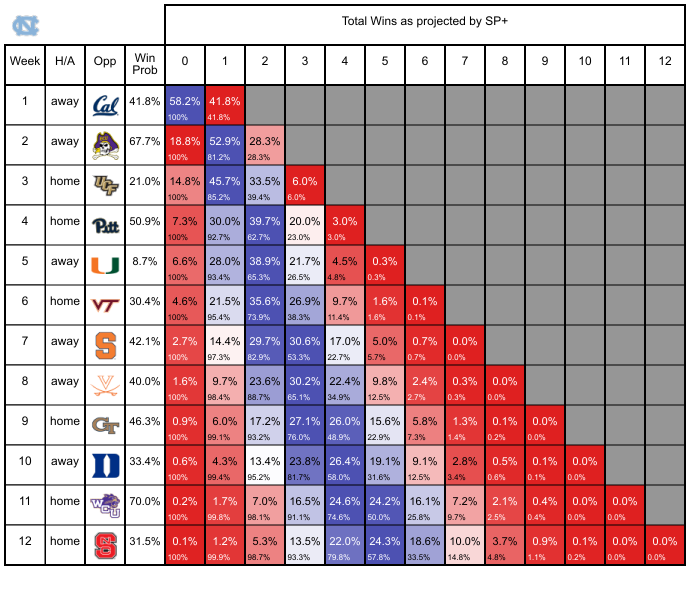 NC
Total Wins as projected by SP+
Week H/A Opp Win Prob 0 1 2 3 4 5 6 7 8 9 10 11 12
1 away Cal 41.8% 58.2% 41.8%
100% 41.8%
2 away 67.7% 18.8% 52.9% 28.3%
100% 81.2% 28.3%
3 home UCF 21.0% 14.8% 45.7% 33.5% 6.0%
100% 85.2% 39.4% 6.0%
4 home Pitt 50.9% 7.3% 30.0% 39.7% 20.0% 3.0%
100% 92.7% 62.7% 23.0% 3.0%
5 away U 8.7% 6.6% 28.0% 38.9% 21.7% 4.5% 0.3%
100% 93.4% 65.3% 26.5% 4.8% 0.3%
6 home VT 30.4% 4.6% 21.5% 35.6% 26.9% 9.7% 1.6% 0.1%
100% 95.4% 73.9% 38.3% 11.4% 1.6% 0.1%
7 away S 42.1% 2.7% 14.4% 29.7% 30.6% 17.0% 5.0% 0.7% 0.0%
100% 97.3% 82.9% 53.3% 22.7% 5.7% 0.7% 0.0%
8 away V 40.0% 1.6% 9.7% 23.6% 30.2% 22.4% 9.8% 2.4% 0.3% 0.0%
100% 98.4% 88.7% 65.1% 34.9% 12.5% 2.7% 0.3% 0.0%
9 home GT 46.3% 0.9% 6.0% 17.2% 27.1% 26.0% 15.6% 5.8% 1.3% 0.1% 0.0%
100% 99.1% 93.2% 76.0% 48.9% 22.9% 7.3% 1.4% 0.2% 0.0%
10 away D 33.4% 0.6% 4.3% 13.4% 23.8% 26.4% 19.1% 9.1% 2.8% 0.5% 0.1% 0.0%
100% 99.4% 95.2% 81.7% 58.0% 31.6% 12.5% 3.4% 0.6% 0.1% 0.0%
11 home WCU 70.0% 0.2% 1.7% 7.0% 16.5% 24.6% 24.2% 16.1% 7.2% 2.1% 0.4% 0.0% 0.0%
100% 99.8% 98.1% 91.1% 74.6% 50.0% 25.8% 9.7% 2.5% 0.4% 0.0% 0.0%
12 home S 31.5% 0.1% 1.2% 5.3% 13.5% 22.0% 24.3% 18.6% 10.0% 3.7% 0.9% 0.1% 0.0% 0.0%
100% 99.9% 98.7% 93.3% 79.8% 57.8% 33.5% 14.8% 4.8% 1.1% 0.2% 0.0% 0.0%